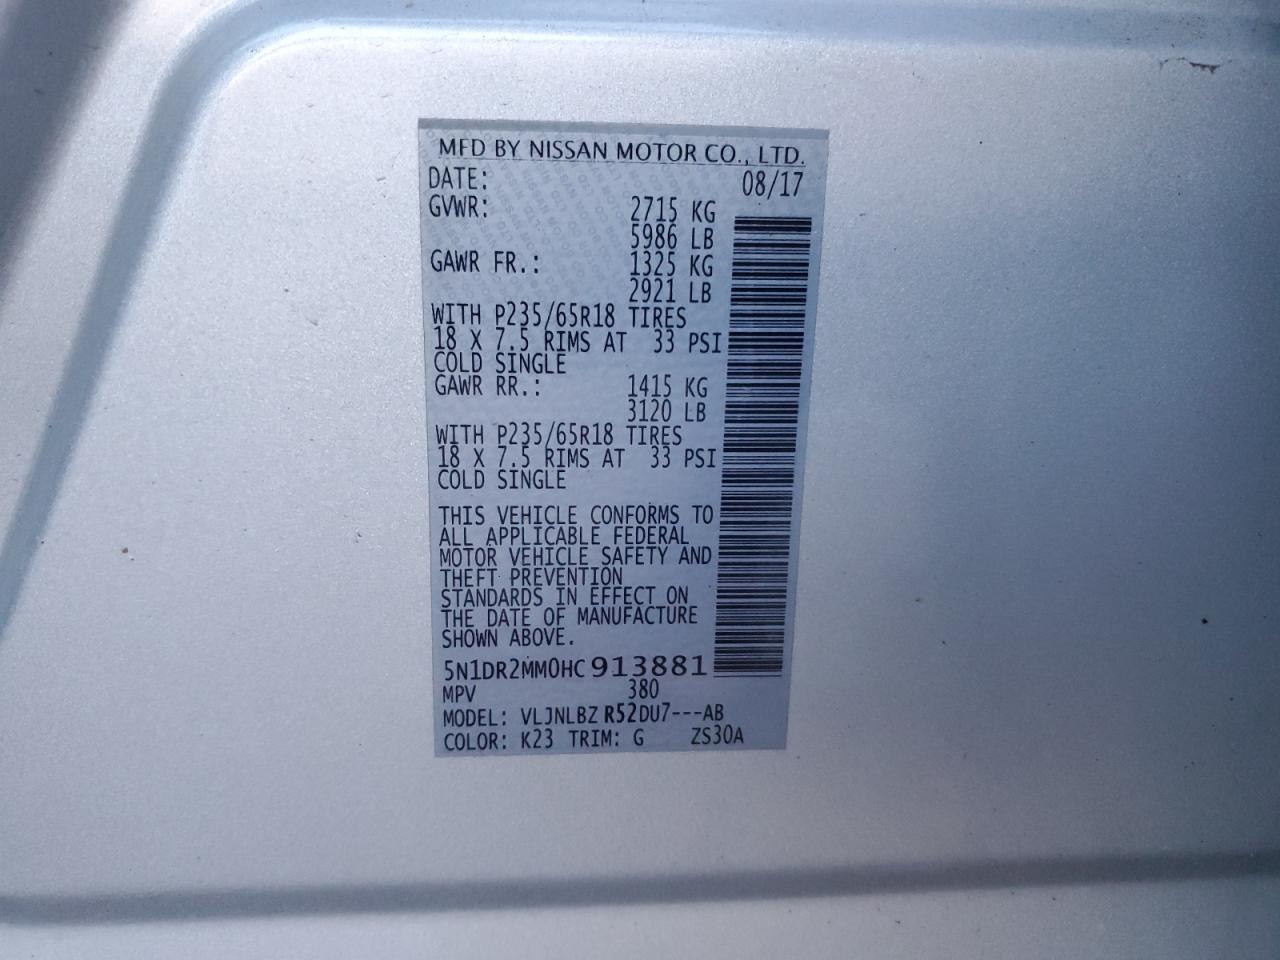 MFD BY NISSAN MOTOR CO., LTD.
DATE: 08/17
GVWR: 2715 KG
5986 LB
GAWR FR.: 1325 KG
2921 LB
WITH P235/65R18 TIRES
18 X 7.5 RIMS AT 33 PSI
COLD SINGLE
GAWR RR.: 1415 KG
3120 LB
WITH P235/65R18 TIRES
18 X 7.5 RIMS AT 33 PSI
COLD SINGLE
THIS VEHICLE CONFORMS TO
ALL APPLICABLE FEDERAL
MOTOR VEHICLE SAFETY AND
THEFT PREVENTION
STANDARDS IN EFFECT ON
THE DATE OF MANUFACTURE
SHOWN ABOVE.
5N1DR2MM0HC913881
MPV 380
MODEL: VLJNLBZ R52DU7---AB
COLOR: K23 TRIM: G ZS30A